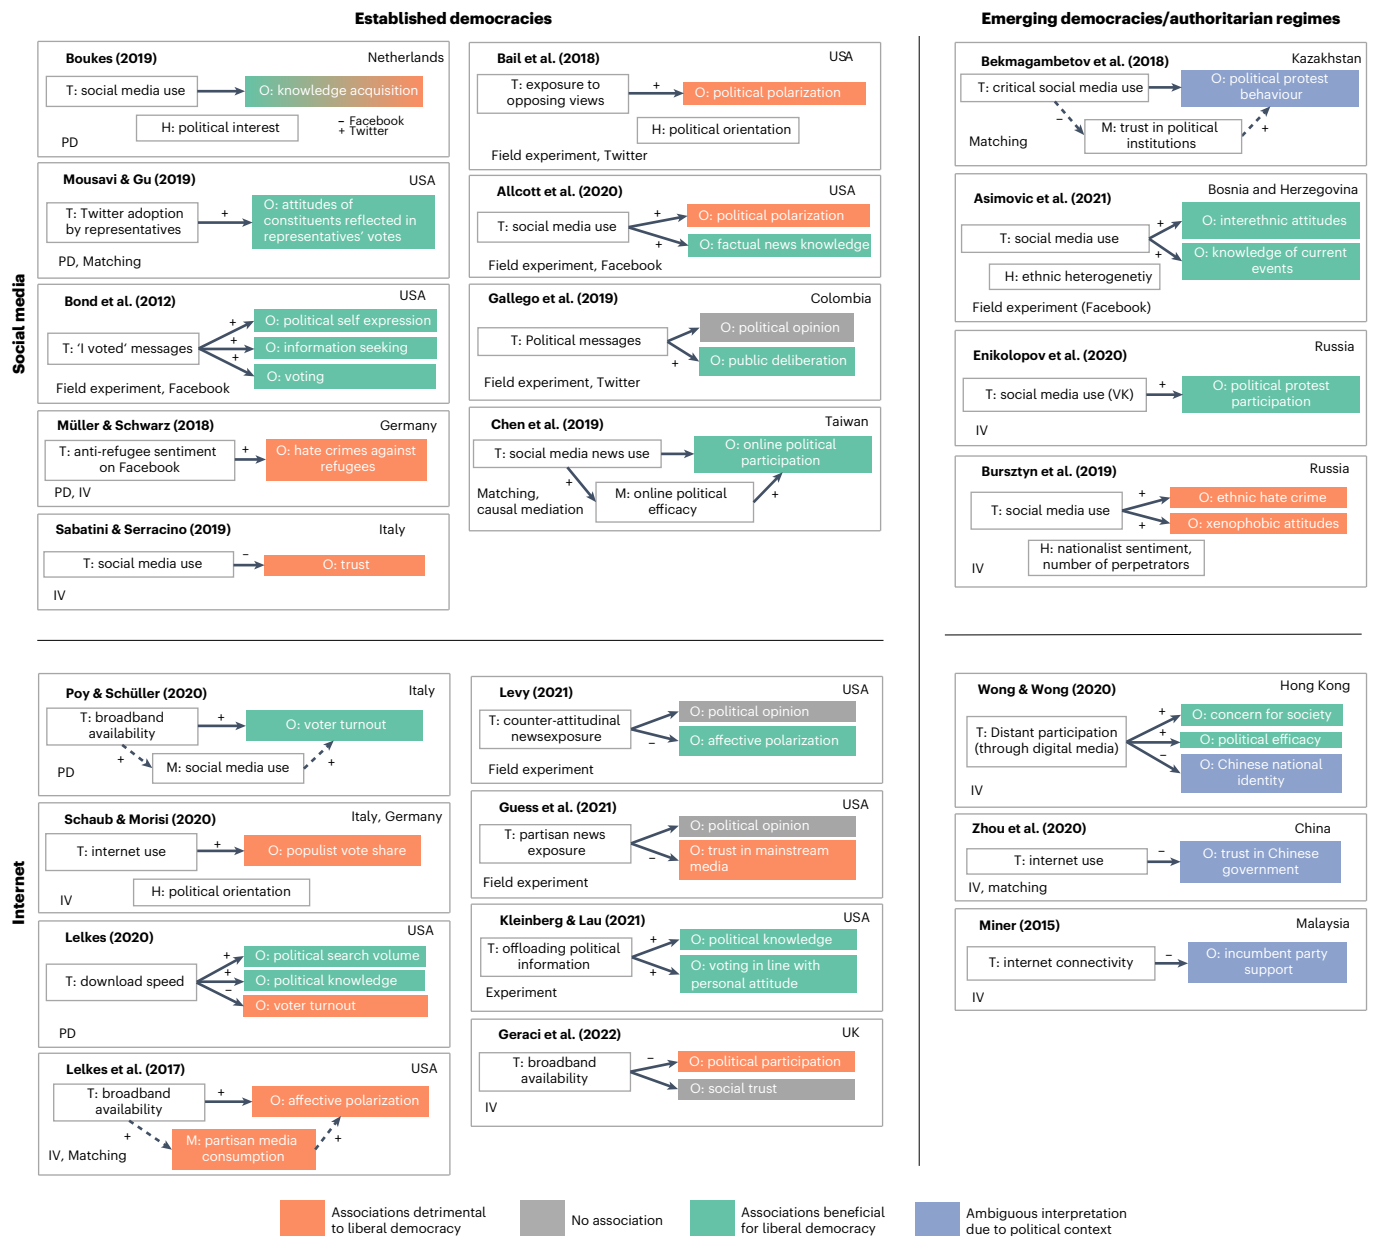 Established democracies
Emerging democracies/authoritarian regimes
Social media
Boukes (2019)
Netherlands
T: social media use
O: knowledge acquisition
H: political interest
– Facebook
+ Twitter
PD
Mousavi & Gu (2019)
USA
T: Twitter adoption
by representatives
+
O: attitudes of
constituents reflected in
representatives' votes
PD, Matching
Bond et al. (2012)
USA
T: 'I voted' messages
+
+
+
O: political self expression
O: information seeking
O: voting
Field experiment, Facebook
Müller & Schwarz (2018)
Germany
T: anti-refugee sentiment
on Facebook
+
O: hate crimes against
refugees
PD, IV
Sabatini & Serracino (2019)
Italy
T: social media use
–
O: trust
IV
Bail et al. (2018)
USA
T: exposure to
opposing views
+
O: political polarization
H: political orientation
Field experiment, Twitter
Allcott et al. (2020)
USA
T: social media use
+
+
O: political polarization
O: factual news knowledge
Field experiment, Facebook
Gallego et al. (2019)
Colombia
T: Political messages
+
O: political opinion
O: public deliberation
Field experiment, Twitter
Chen et al. (2019)
Taiwan
T: social media news use
O: online political
participation
+
M: online political
efficacy
+
Matching,
causal mediation
Bekmagambetov et al. (2018)
Kazakhstan
T: critical social media use
O: political protest
behaviour
–
M: trust in political
institutions
+
Matching
Asimovic et al. (2021)
Bosnia and Herzegovina
T: social media use
+
+
O: interethnic attitudes
O: knowledge of current
events
H: ethnic heterogenetiy
Field experiment (Facebook)
Enikolopov et al. (2020)
Russia
T: social media use (VK)
+
O: political protest
participation
IV
Bursztyn et al. (2019)
Russia
T: social media use
+
+
O: ethnic hate crime
O: xenophobic attitudes
H: nationalist sentiment,
number of perpetrators
IV
Internet
Poy & Schüller (2020)
Italy
T: broadband
availability
+
O: voter turnout
+
M: social media use
+
PD
Schaub & Morisi (2020)
Italy, Germany
T: internet use
+
O: populist vote share
H: political orientation
IV
Lelkes (2020)
USA
T: download speed
+
+
–
O: political search volume
O: political knowledge
O: voter turnout
PD
Lelkes et al. (2017)
USA
T: broadband
availability
+
O: affective polarization
+
M: partisan media
consumption
+
IV, Matching
Levy (2021)
USA
T: counter-attitudinal
newsexposure
–
O: political opinion
O: affective polarization
Field experiment
Guess et al. (2021)
USA
T: partisan news
exposure
–
O: political opinion
O: trust in mainstream
media
Field experiment
Kleinberg & Lau (2021)
USA
T: offloading political
information
+
+
O: political knowledge
O: voting in line with
personal attitude
Experiment
Geraci et al. (2022)
UK
T: broadband
availability
–
O: political participation
O: social trust
IV
Wong & Wong (2020)
Hong Kong
T: Distant participation
(through digital media)
+
+
–
O: concern for society
O: political efficacy
O: Chinese national
identity
IV
Zhou et al. (2020)
China
T: internet use
–
O: trust in Chinese
government
IV, matching
Miner (2015)
Malaysia
T: internet connectivity
–
O: incumbent party
support
IV
Associations detrimental
to liberal democracy
No association
Associations beneficial
for liberal democracy
Ambiguous interpretation
due to political context